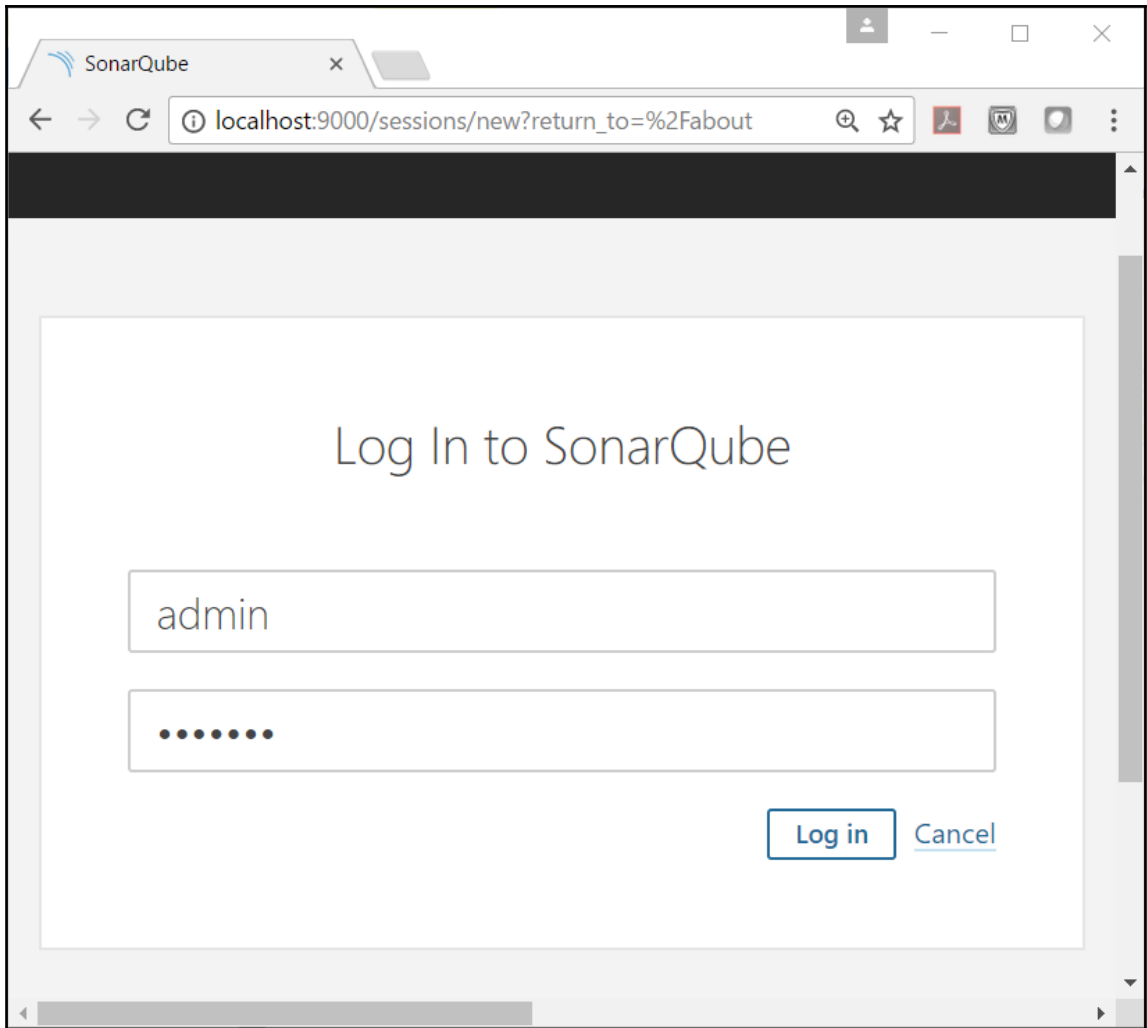 SonarQube
localhost:9000/sessions/new?return_to=%2Fabout
Log In to SonarQube
admin
•••••••
Log in Cancel